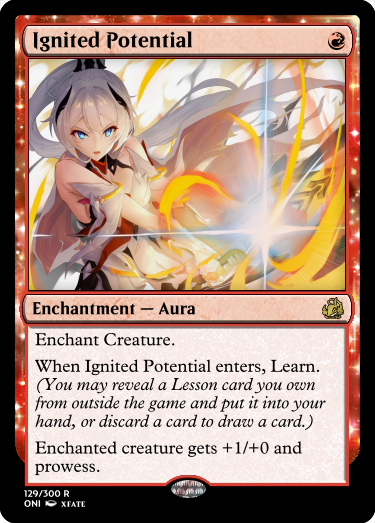 Ignited Potential
Enchantment — Aura
Enchant Creature.
When Ignited Potential enters, Learn.
(You may reveal a Lesson card you own
from outside the game and put it into your
hand, or discard a card to draw a card.)
Enchanted creature gets +1/+0 and
prowess.
129/300 R
ONI XFATE